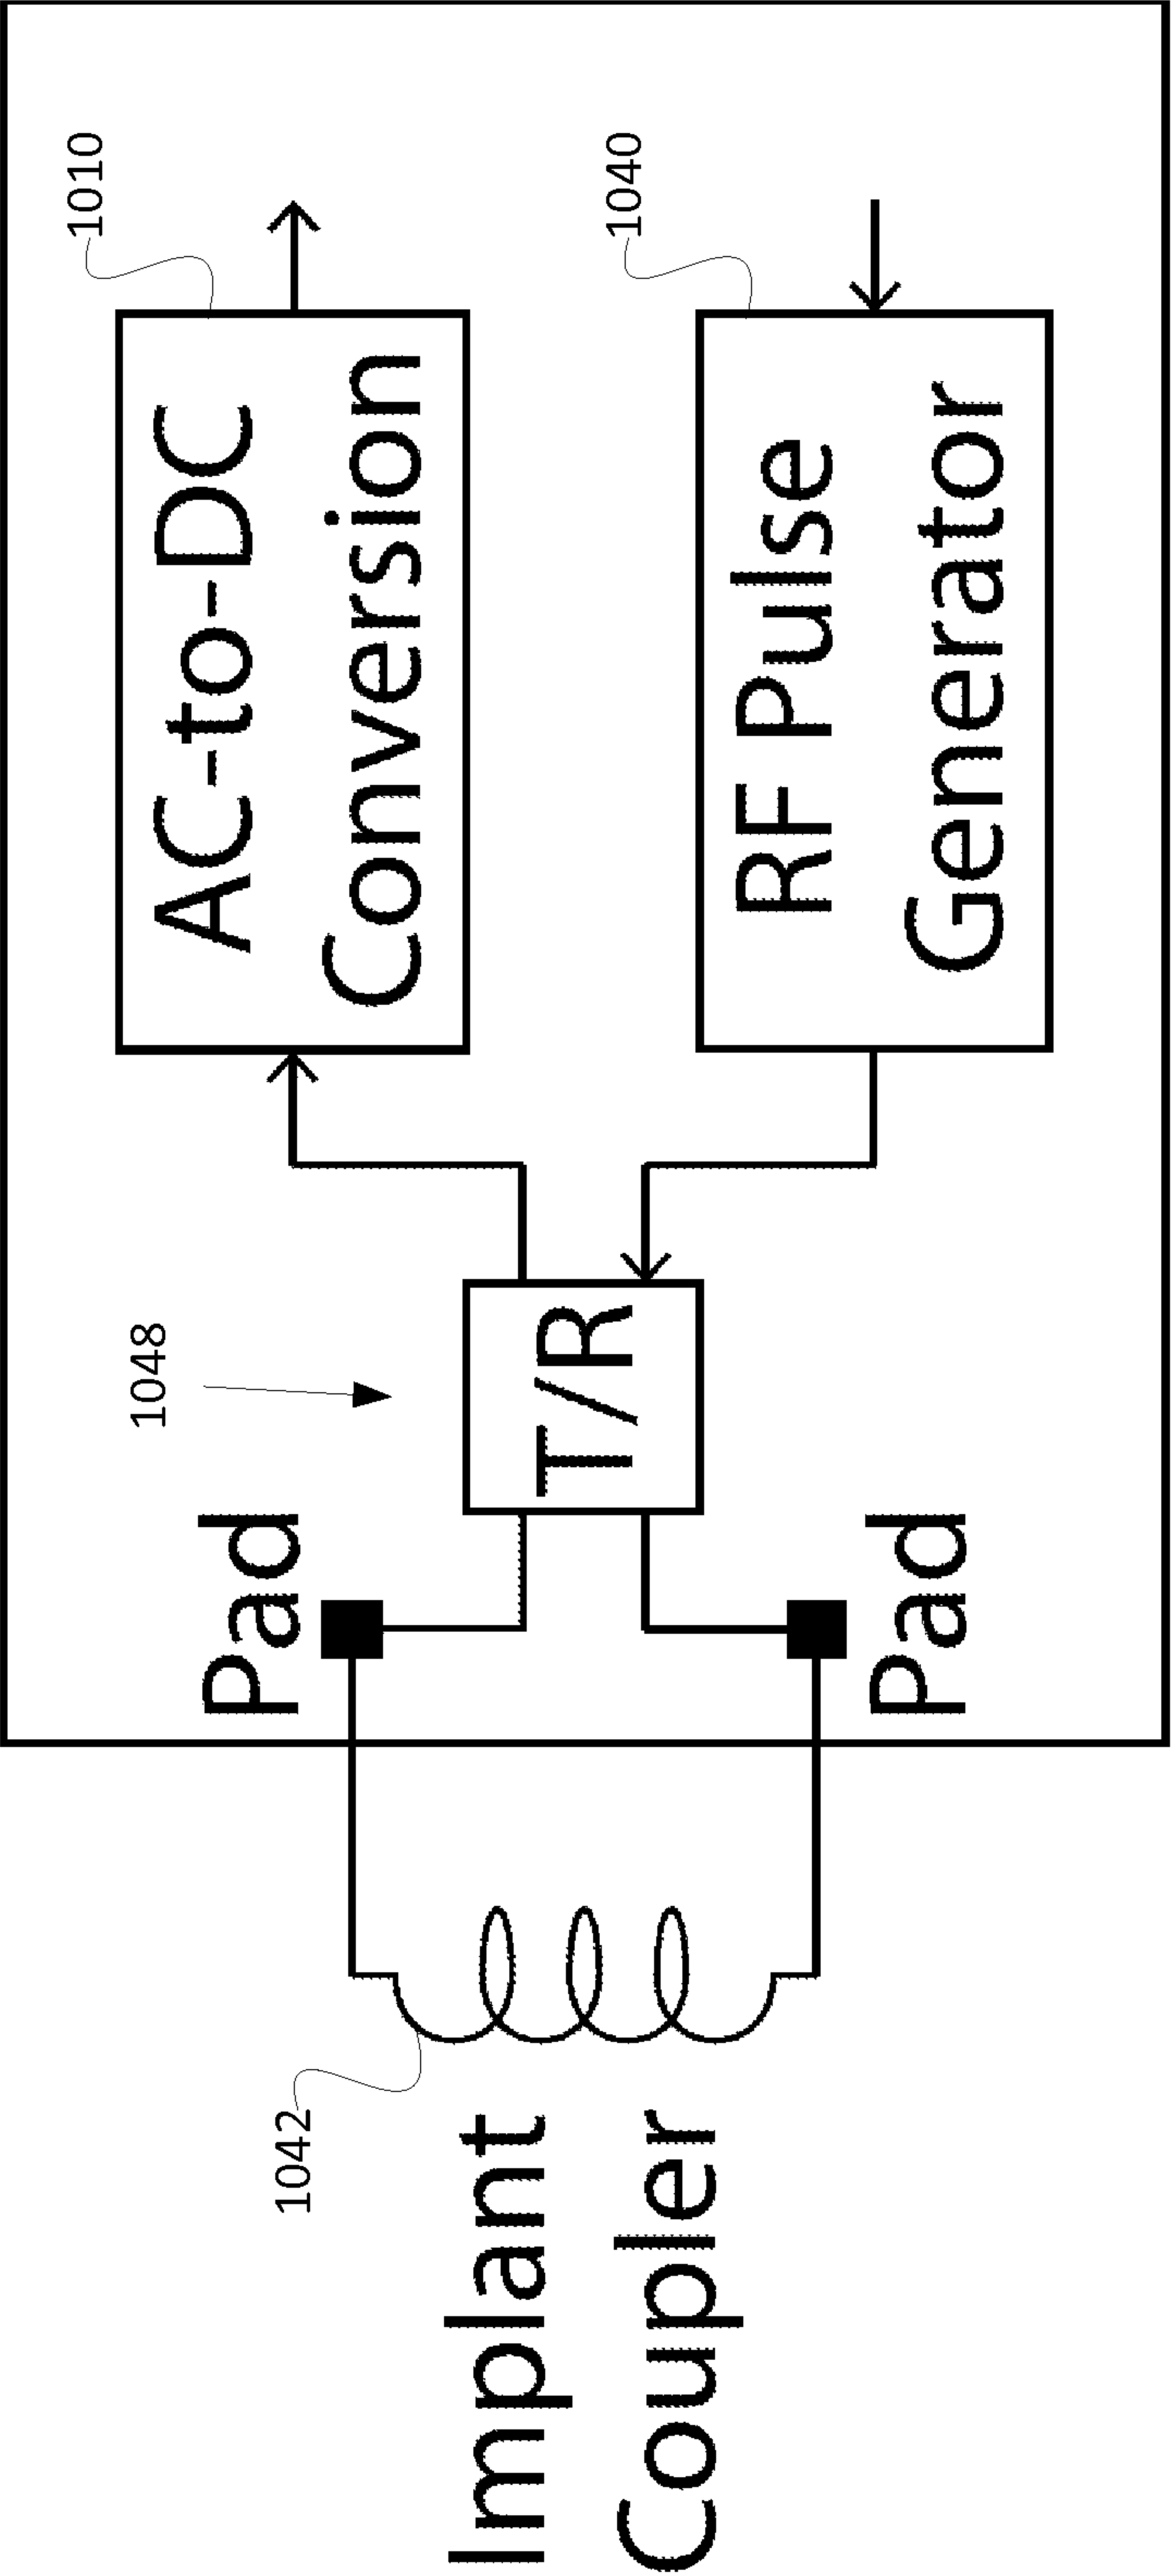 Implant
Coupler
1042
Pad
Pad
1048
T/R
AC-to-DC
Conversion
1010
RF Pulse
Generator
1040